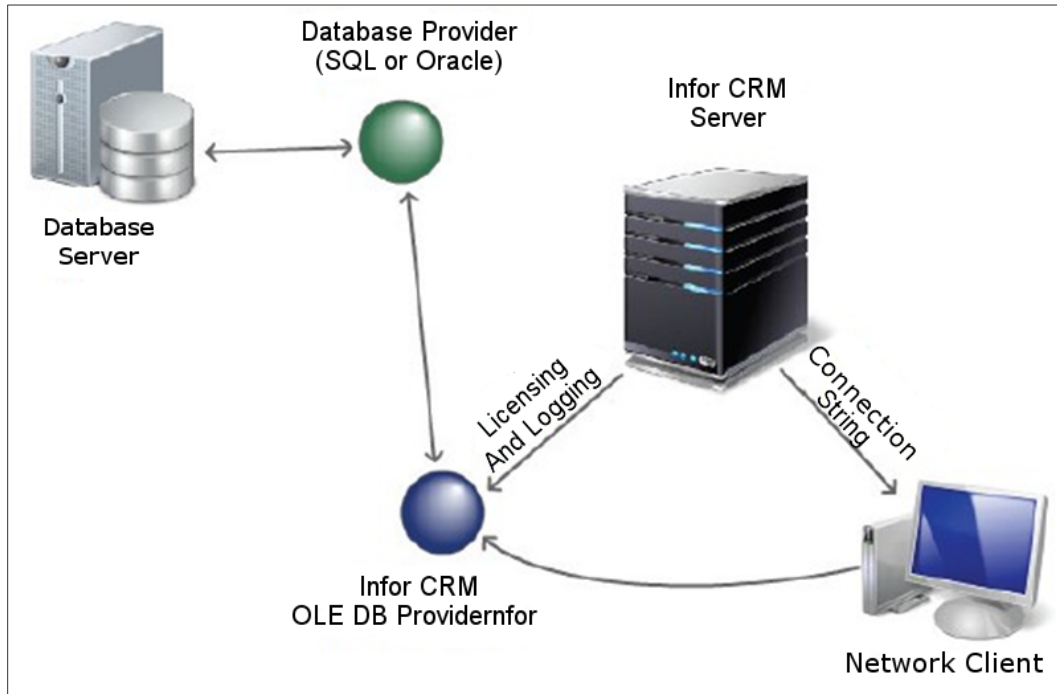 Database Provider
(SQL or Oracle)
Infor CRM
Server
Database
Server
Licensing
And Logging
Connection
String
Infor CRM
OLE DB Providernfor
Network Client